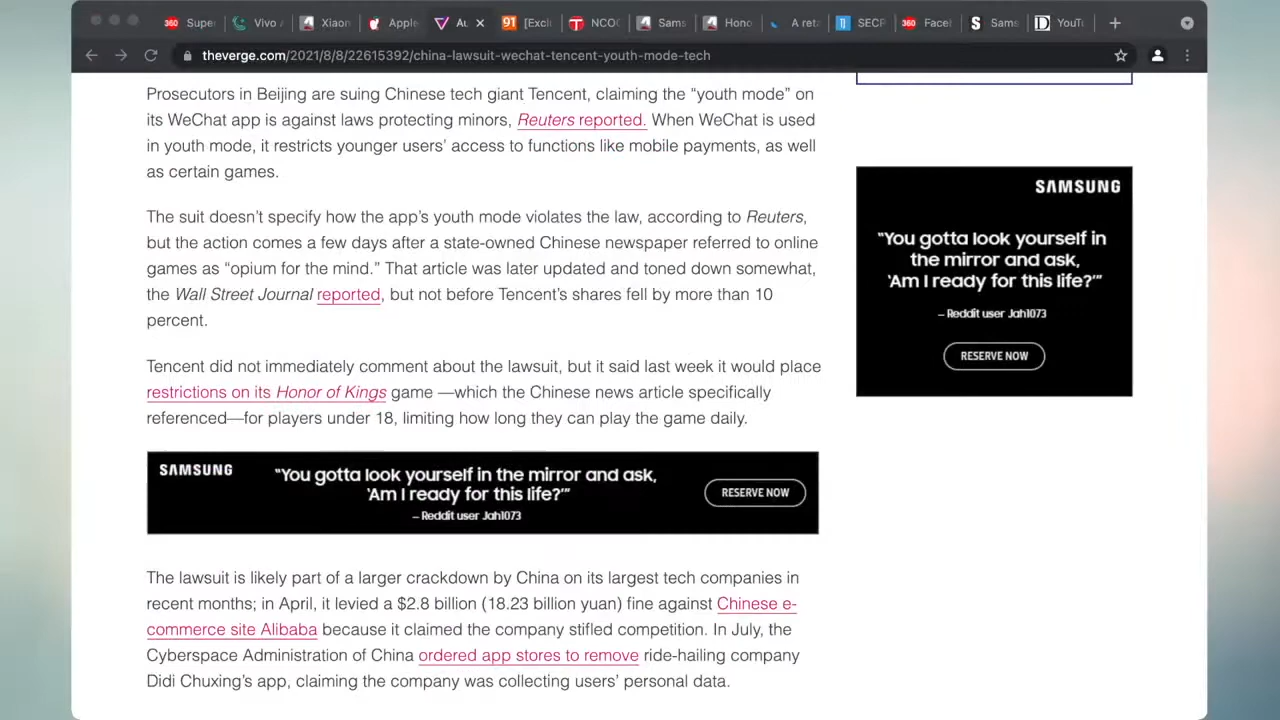 Super
Vivo
Xiaon
Apple
Au
[Excl
NCO
Sams
Hono
A reta
SECP
Facel
Sams
YouTu
theverge.com/2021/8/8/22615392/china-lawsuit-wechat-tencent-youth-mode-tech
Prosecutors in Beijing are suing Chinese tech giant Tencent, claiming the “youth mode” on
its WeChat app is against laws protecting minors, Reuters reported. When WeChat is used
in youth mode, it restricts younger users’ access to functions like mobile payments, as well
as certain games.
The suit doesn’t specify how the app’s youth mode violates the law, according to Reuters,
but the action comes a few days after a state-owned Chinese newspaper referred to online
games as “opium for the mind.” That article was later updated and toned down somewhat,
the Wall Street Journal reported, but not before Tencent’s shares fell by more than 10
percent.
Tencent did not immediately comment about the lawsuit, but it said last week it would place
restrictions on its Honor of Kings game —which the Chinese news article specifically
referenced—for players under 18, limiting how long they can play the game daily.
SAMSUNG
“You gotta look yourself in the mirror and ask,
‘Am I ready for this life?’”
– Reddit user Jah1073
RESERVE NOW
The lawsuit is likely part of a larger crackdown by China on its largest tech companies in
recent months; in April, it levied a $2.8 billion (18.23 billion yuan) fine against Chinese e-
commerce site Alibaba because it claimed the company stifled competition. In July, the
Cyberspace Administration of China ordered app stores to remove ride-hailing company
Didi Chuxing’s app, claiming the company was collecting users’ personal data.
SAMSUNG
“You gotta look yourself in
the mirror and ask,
‘Am I ready for this life?’”
– Reddit user Jah1073
RESERVE NOW